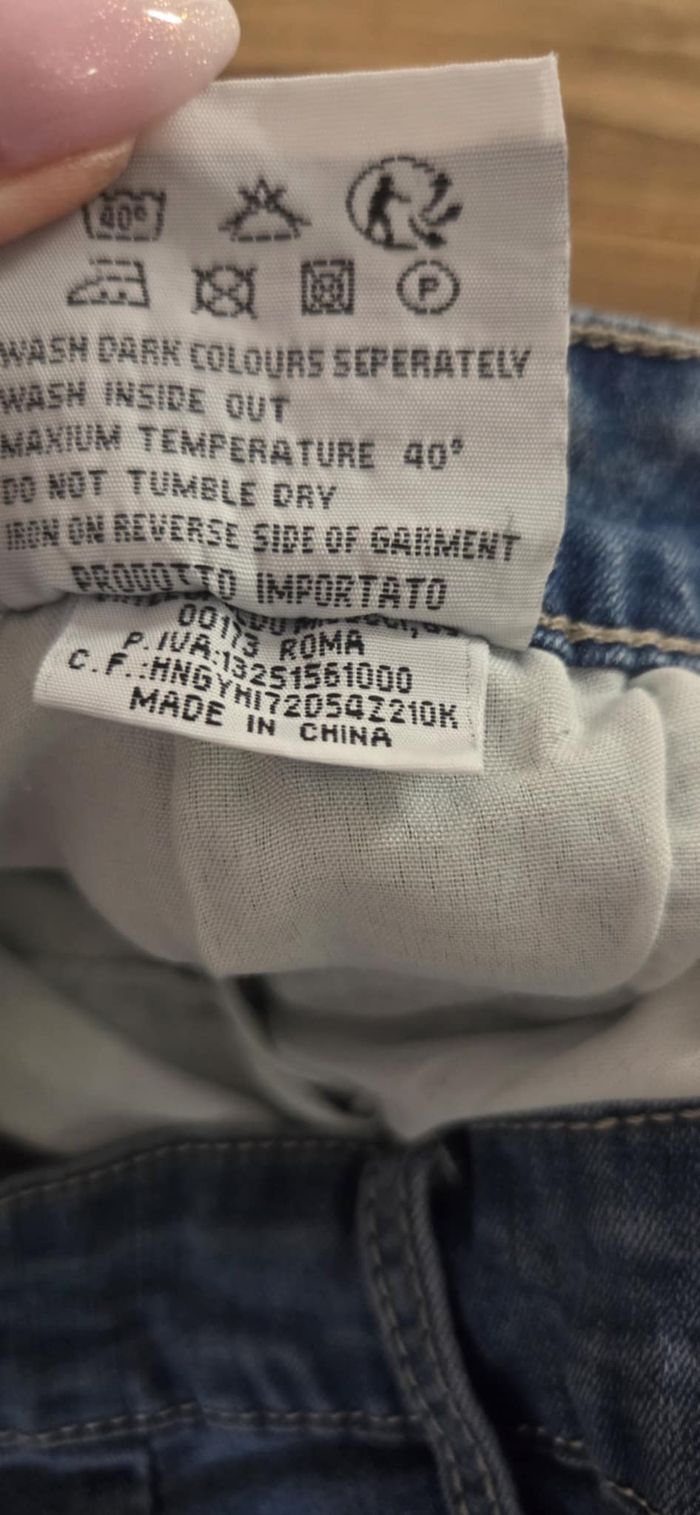 40°
P
WASH DARK COLOURS SEPERATELY
WASH INSIDE OUT
MAXIUM TEMPERATURE 40°
DO NOT TUMBLE DRY
IRON ON REVERSE SIDE OF GARMENT
PRODOTTO IMPORTATO
00173 ROMA
P.IVA:13251561000
C.F.:HNGYHI72D54Z210K
MADE IN CHINA